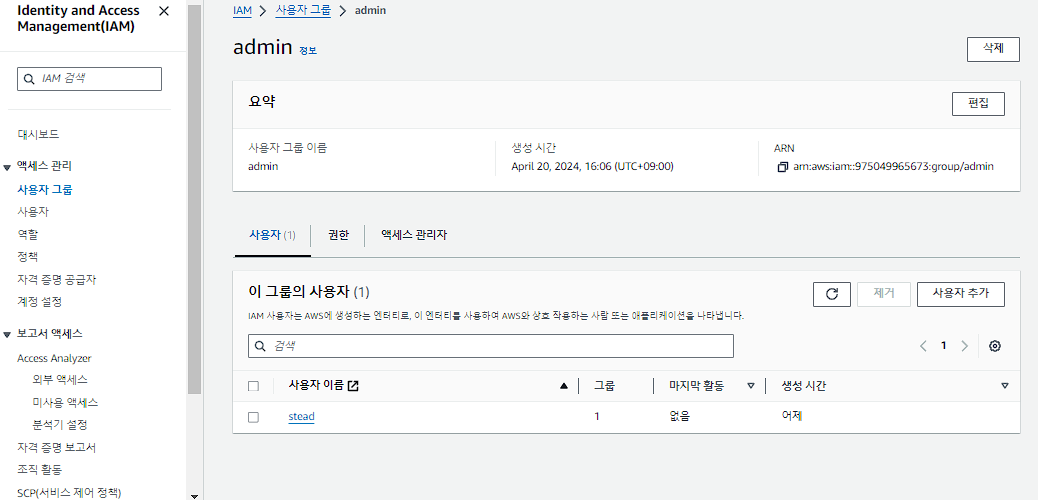 Identity and Access
Management(IAM)
IAM 검색
대시보드
액세스 관리
사용자 그룹
사용자
역할
정책
자격 증명 공급자
계정 설정
보고서 액세스
Access Analyzer
외부 액세스
미사용 액세스
분석기 설정
자격 증명 보고서
조직 활동
SCP(서비스 제어 정책)
IAM > 사용자 그룹 > admin
admin 정보
삭제
요약
편집
사용자 그룹 이름
admin
생성 시간
April 20, 2024, 16:06 (UTC+09:00)
ARN
arn:aws:iam::975049965673:group/admin
사용자 (1)
권한
액세스 관리자
이 그룹의 사용자 (1)
제거
사용자 추가
IAM 사용자는 AWS에 생성하는 엔터티로, 이 엔터티를 사용하여 AWS와 상호 작용하는 사람 또는 애플리케이션을 나타냅니다.
검색
1
사용자 이름 그룹 마지막 활동 생성 시간
stead 1 없음 어제